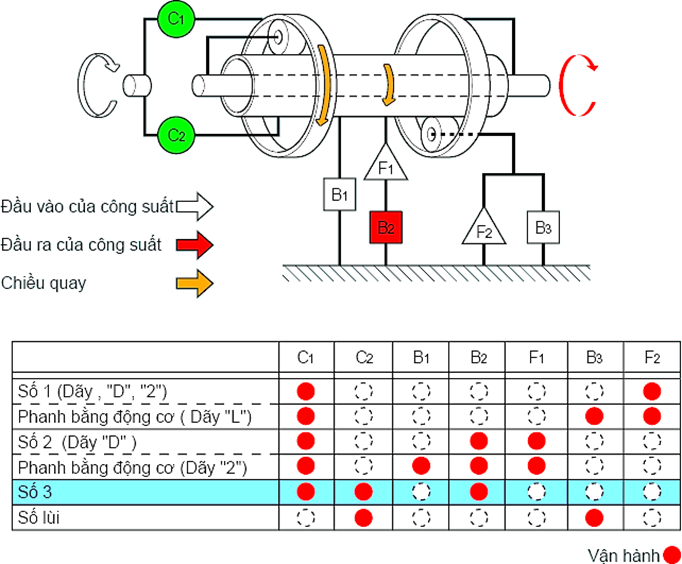 C1
C2
F1
B1
B2
F2
B3
Đầu vào của công suất
Đầu ra của công suất
Chiều quay
C1 C2 B1 B2 F1 B3 F2
Số 1 (Dãy , "D", "2")
Phanh bằng động cơ ( Dãy "L")
Số 2 (Dãy "D" )
Phanh bằng động cơ (Dãy "2")
Số 3
Số lùi
Vận hành